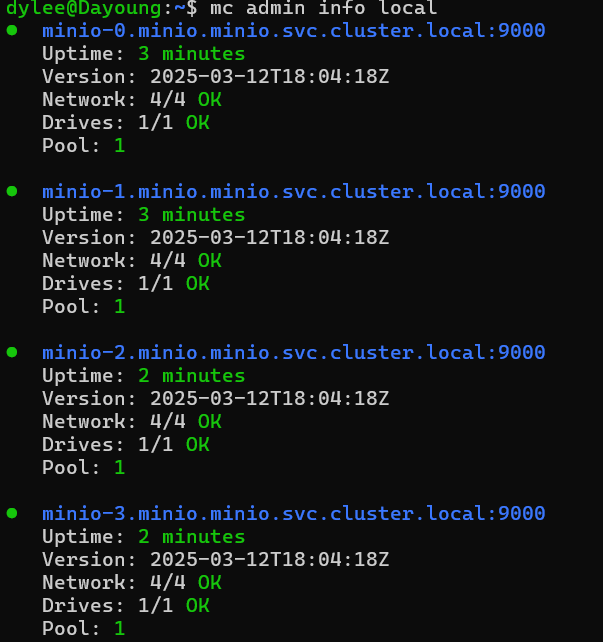 dylee@Dayoung:~$ mc admin info local
● minio-0.minio.minio.svc.cluster.local:9000
Uptime: 3 minutes
Version: 2025-03-12T18:04:18Z
Network: 4/4 OK
Drives: 1/1 OK
Pool: 1
● minio-1.minio.minio.svc.cluster.local:9000
Uptime: 3 minutes
Version: 2025-03-12T18:04:18Z
Network: 4/4 OK
Drives: 1/1 OK
Pool: 1
● minio-2.minio.minio.svc.cluster.local:9000
Uptime: 2 minutes
Version: 2025-03-12T18:04:18Z
Network: 4/4 OK
Drives: 1/1 OK
Pool: 1
● minio-3.minio.minio.svc.cluster.local:9000
Uptime: 2 minutes
Version: 2025-03-12T18:04:18Z
Network: 4/4 OK
Drives: 1/1 OK
Pool: 1